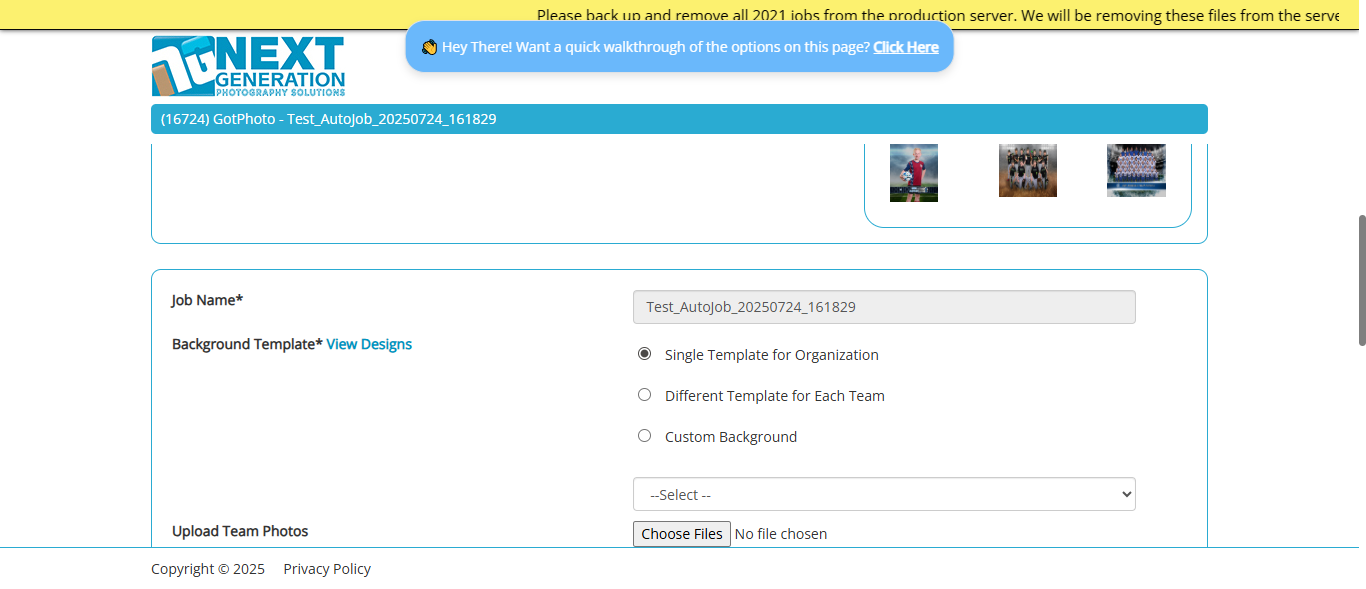 Please back up and remove all 2021 jobs from the production server. We will be removing these files from the serve
👋 Hey There! Want a quick walkthrough of the options on this page? Click Here
NEXT
GENERATION
PHOTOGRAPHY SOLUTIONS
(16724) GotPhoto - Test_AutoJob_20250724_161829
Job Name*
Test_AutoJob_20250724_161829
Background Template* View Designs
Single Template for Organization
Different Template for Each Team
Custom Background
--Select --
Upload Team Photos
Choose Files No file chosen
Copyright © 2025 Privacy Policy